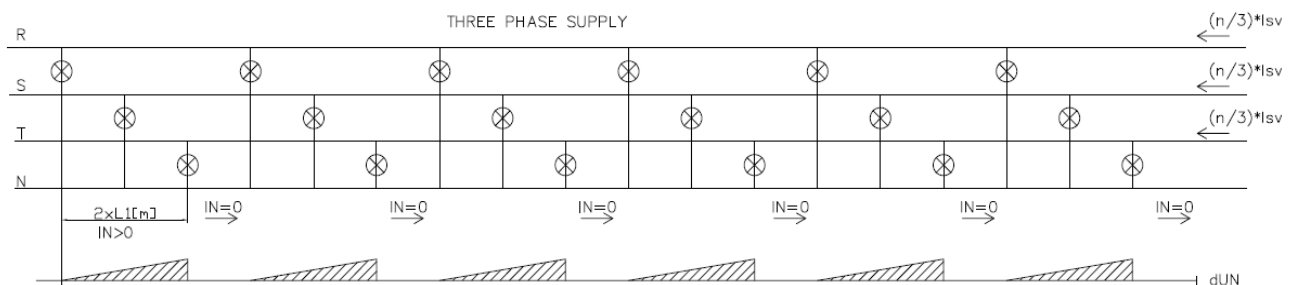 THREE PHASE SUPPLY
R
(n/3)*Isv
S
(n/3)*Isv
T
(n/3)*Isv
N
2xL1[m]
IN>0
IN=0
IN=0
IN=0
IN=0
IN=0
IN=0
dUN